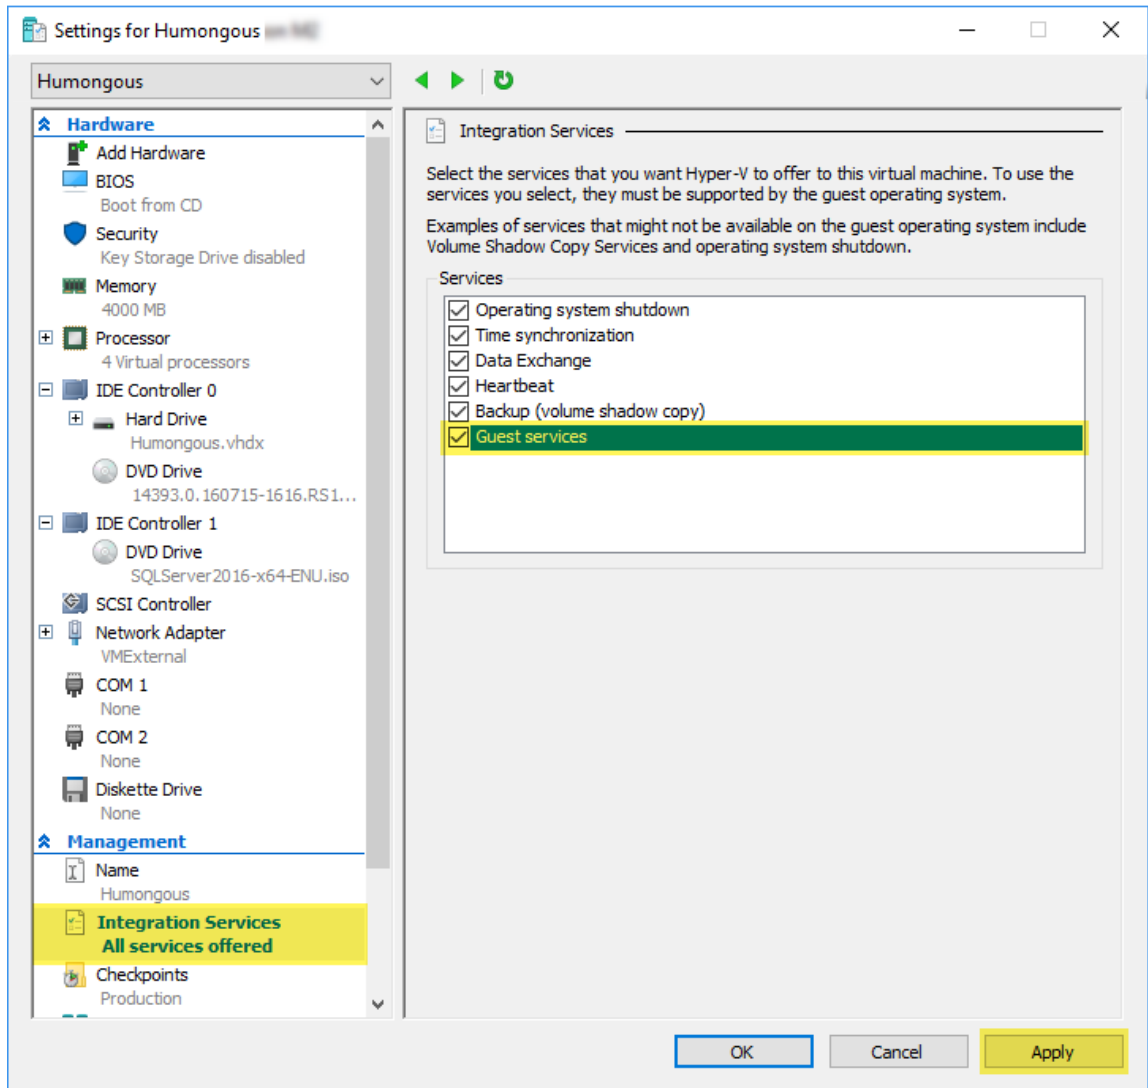 Settings for Humongous
Humongous
Hardware
Add Hardware
BIOS
Boot from CD
Security
Key Storage Drive disabled
Memory
4000 MB
Processor
4 Virtual processors
IDE Controller 0
Hard Drive
Humongous.vhdx
DVD Drive
14393.0.160715-1616.RS1...
IDE Controller 1
DVD Drive
SQLServer2016-x64-ENU.iso
SCSI Controller
Network Adapter
VMExternal
COM 1
None
COM 2
None
Diskette Drive
None
Management
Name
Humongous
Integration Services
All services offered
Checkpoints
Production
Integration Services
Select the services that you want Hyper-V to offer to this virtual machine. To use the
services you select, they must be supported by the guest operating system.
Examples of services that might not be available on the guest operating system include
Volume Shadow Copy Services and operating system shutdown.
Services
Operating system shutdown
Time synchronization
Data Exchange
Heartbeat
Backup (volume shadow copy)
Guest services
OK
Cancel
Apply